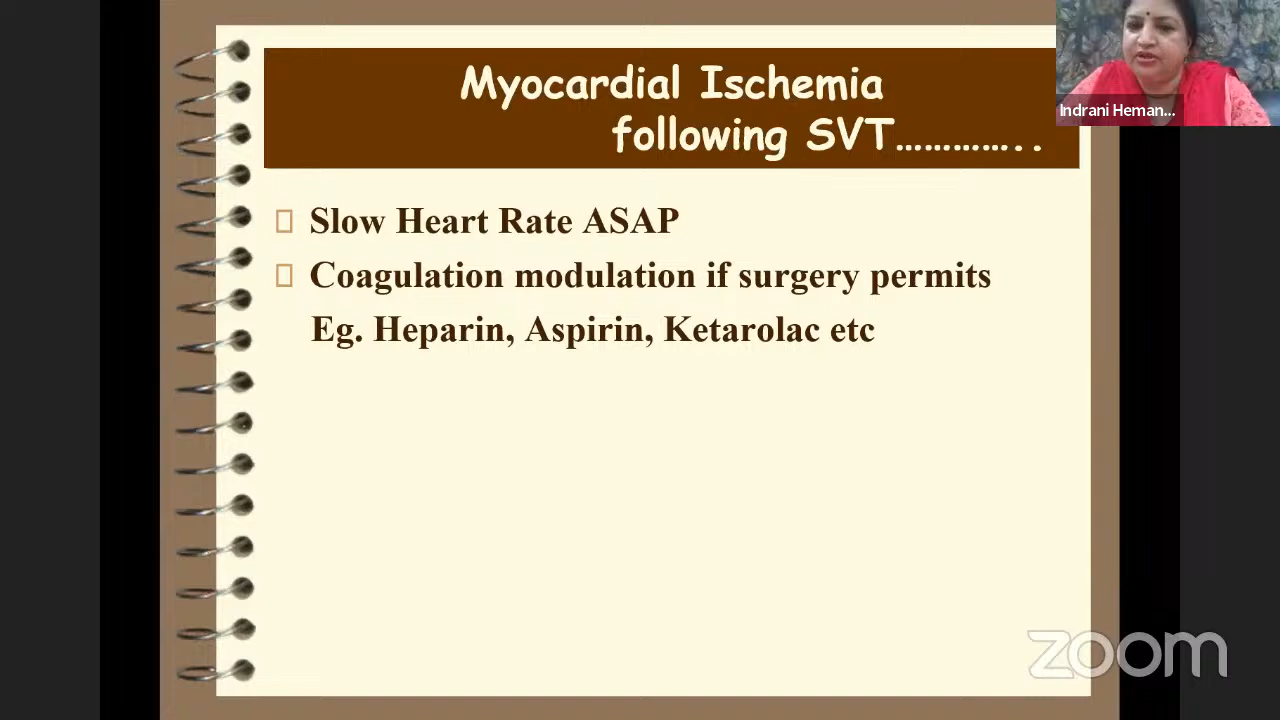 Myocardial Ischemia
following SVT…………..
Indrani Heman...
Slow Heart Rate ASAP
Coagulation modulation if surgery permits
Eg. Heparin, Aspirin, Ketarolac etc
zoom